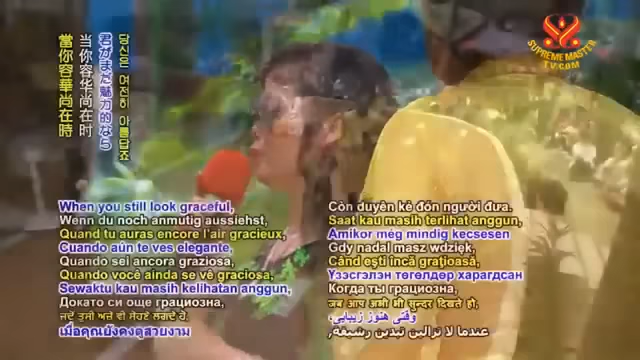 SUPREME MASTER
TV.COM
당신은 여전히 아름답죠
君がまだ魅力的なら
当你容华尚在时
當你容華尚在時
When you still look graceful,
Wenn du noch anmutig aussiehst,
Quand tu auras encore l'air gracieux,
Cuando aún te ves elegante,
Quando sei ancora graziosa,
Quando você ainda se vê graciosa,
Sewaktu kau masih kelihatan anggun,
Докато си още грациозна,
ਜਦੋਂ ਤੁਸੀ ਅਜੇ ਵੀ ਸੋਹਣੇ ਲਗਦੇ ਹੋ.
เมื่อคุณยังคงดูสวยงาม
Còn duyên kẻ đón người đưa.
Saat kau masih terlihat anggun,
Amikor még mindig kecsesen
Gdy nadal masz wdzięk,
Când eşti încă graţioasă,
Үзэсгэлэн төгөлдөр харагдсан
Когда ты грациозна,
जब आप अभी भी सुन्दर दिखते हो,
وقتی هنوز زیبایی،
عندما لا تزالين تبدين رشيقة،